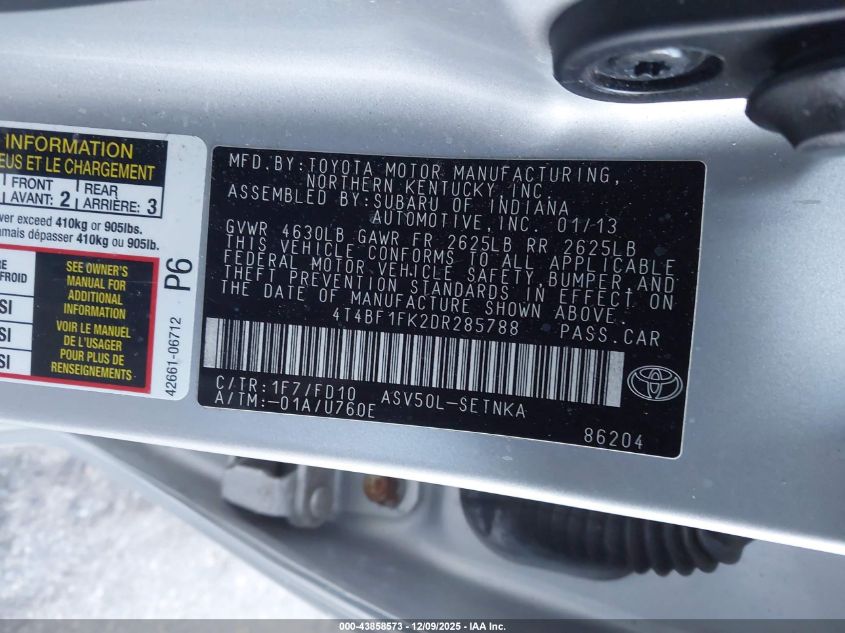 INFORMATION
EUS ET LE CHARGEMENT
FRONT
AVANT: 2
REAR
ARRIÈRE: 3
exceed 410kg or 905lbs.
dépasser 410kg ou 905lb.
SEE OWNER'S
MANUAL FOR
ADDITIONAL
INFORMATION
VOIR LE MANUEL
DE L'USAGER
POUR PLUS DE
RENSEIGNEMENTS
P6
42661-06712
MFD.BY:TOYOTA MOTOR MANUFACTURING,
NORTHERN KENTUCKY, INC
ASSEMBLED BY:SUBARU OF INDIANA
AUTOMOTIVE,INC. 01/13
GVWR 4630LB GAWR FR 2625LB RR 2625LB
THIS VEHICLE CONFORMS TO ALL APPLICABLE
FEDERAL MOTOR VEHICLE SAFETY,BUMPER,AND
THEFT PREVENTION STANDARDS IN EFFECT ON
THE DATE OF MANUFACTURE SHOWN ABOVE.
4T4BF1FK2DR285788 PASS.CAR
C/TR:1F7/FD10 ASV50L-SETNKA
A/TM:-01A/U760E
86204
000-43858573 — 12/09/2025 — IAA Inc.